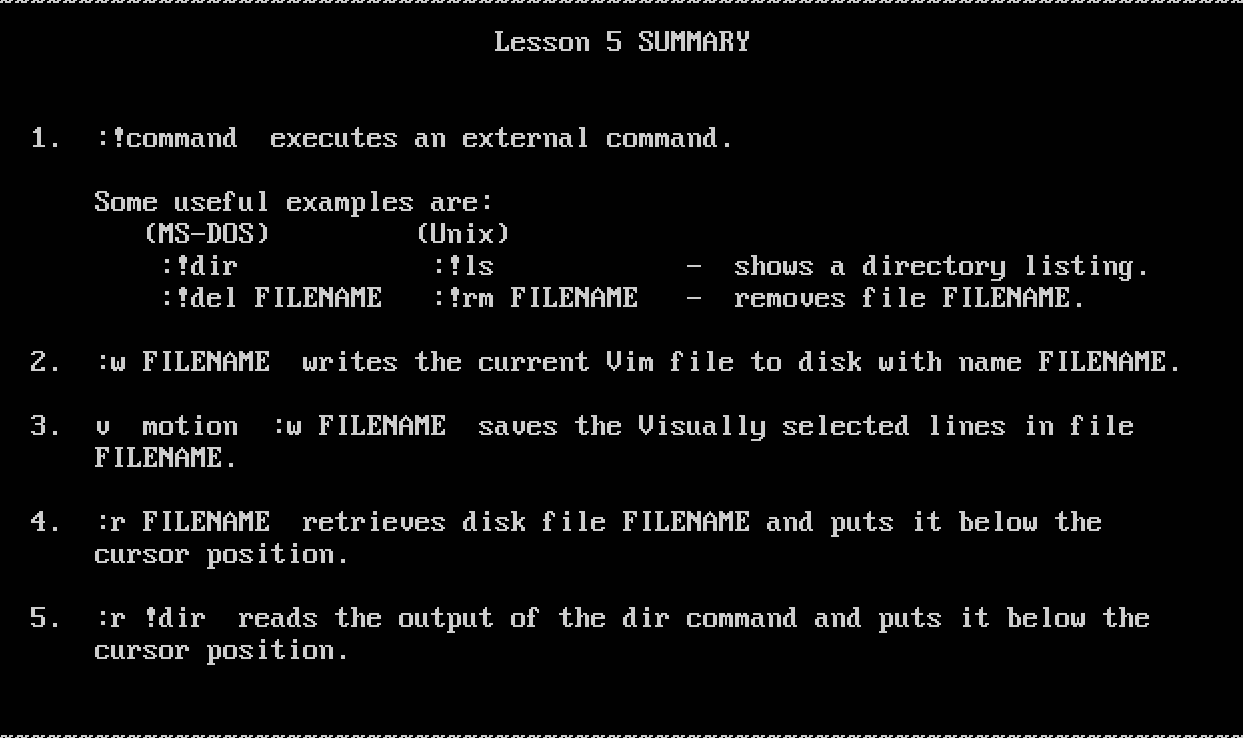 Lesson 5 SUMMARY
1.  :!command  executes an external command.
Some useful examples are:
(MS-DOS)         (Unix)
:!dir            :!ls            -  shows a directory listing.
:!del FILENAME   :!rm FILENAME   -  removes file FILENAME.
2.  :w FILENAME  writes the current Vim file to disk with name FILENAME.
3.  v  motion  :w FILENAME  saves the Visually selected lines in file
FILENAME.
4.  :r FILENAME  retrieves disk file FILENAME and puts it below the
cursor position.
5.  :r !dir  reads the output of the dir command and puts it below the
cursor position.